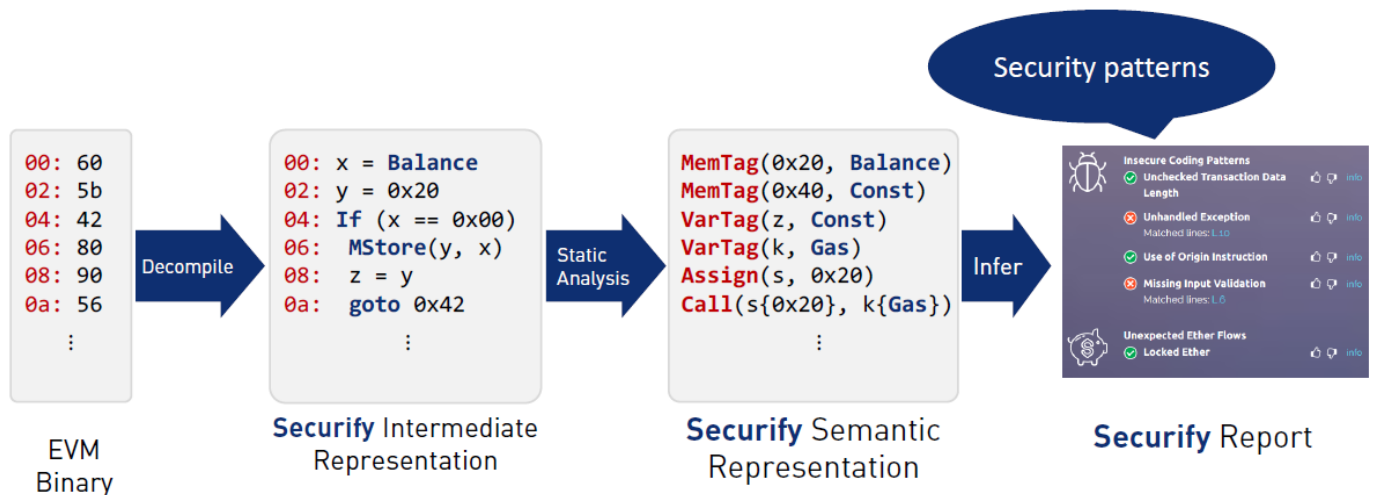 Security patterns
00: 60
02: 5b
04: 42
06: 80
08: 90
0a: 56
⋮
EVM
Binary
Decompile
00: x = Balance
02: y = 0x20
04: If (x == 0x00)
06: MStore(y, x)
08: z = y
0a: goto 0x42
⋮
Securify Intermediate
Representation
Static
Analysis
MemTag(0x20, Balance)
MemTag(0x40, Const)
VarTag(z, Const)
VarTag(k, Gas)
Assign(s, 0x20)
Call(s{0x20}, k{Gas})
⋮
Securify Semantic
Representation
Infer
Insecure Coding Patterns
Unchecked Transaction Data info
Length
Unhandled Exception info
Matched lines: L.10
Use of Origin Instruction info
Missing Input Validation info
Matched lines: L.6
Unexpected Ether Flows
Locked Ether info
Securify Report